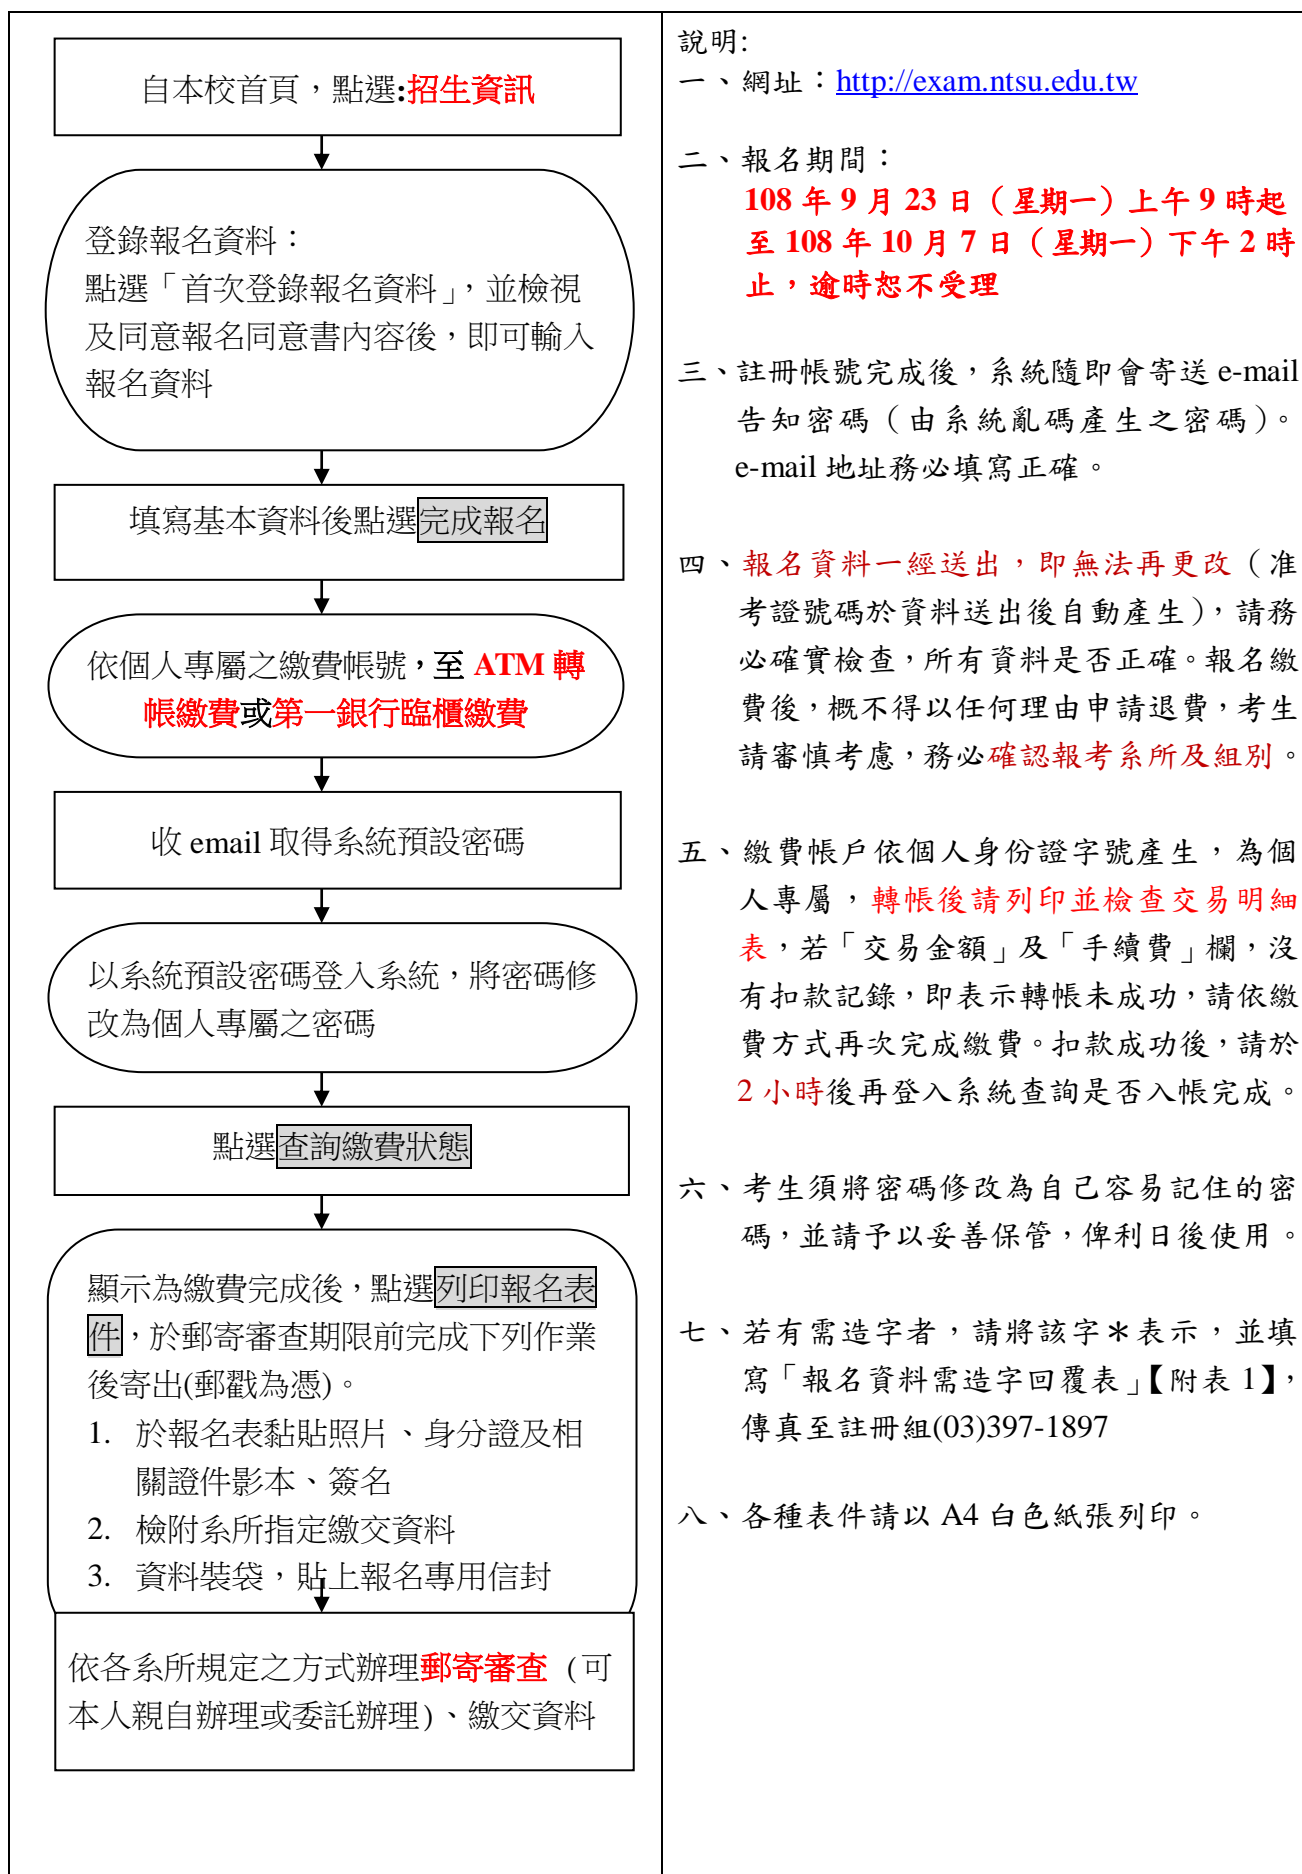 自本校首頁，點選:招生資訊
登錄報名資料：
點選「首次登錄報名資料」，並檢視
及同意報名同意書內容後，即可輸入
報名資料
填寫基本資料後點選完成報名
依個人專屬之繳費帳號，至 ATM 轉
帳繳費或第一銀行臨櫃繳費
收 email 取得系統預設密碼
以系統預設密碼登入系統，將密碼修
改為個人專屬之密碼
點選查詢繳費狀態
顯示為繳費完成後，點選列印報名表
件，於郵寄審查期限前完成下列作業
後寄出(郵戳為憑)。
1. 於報名表黏貼照片、身分證及相
關證件影本、簽名
2. 檢附系所指定繳交資料
3. 資料裝袋，貼上報名專用信封
依各系所規定之方式辦理郵寄審查 (可
本人親自辦理或委託辦理)、繳交資料
說明:
一、網址：http://exam.ntsu.edu.tw
二、報名期間：
108 年 9 月 23 日（星期一）上午 9 時起
至 108 年 10 月 7 日（星期一）下午 2 時
止，逾時恕不受理
三、註冊帳號完成後，系統隨即會寄送 e-mail
告知密碼（由系統亂碼產生之密碼）。
e-mail 地址務必填寫正確。
四、報名資料一經送出，即無法再更改（准
考證號碼於資料送出後自動產生），請務
必確實檢查，所有資料是否正確。報名繳
費後，概不得以任何理由申請退費，考生
請審慎考慮，務必確認報考系所及組別。
五、繳費帳戶依個人身份證字號產生，為個
人專屬，轉帳後請列印並檢查交易明細
表，若「交易金額」及「手續費」欄，沒
有扣款記錄，即表示轉帳未成功，請依繳
費方式再次完成繳費。扣款成功後，請於
2 小時後再登入系統查詢是否入帳完成。
六、考生須將密碼修改為自己容易記住的密
碼，並請予以妥善保管，俾利日後使用。
七、若有需造字者，請將該字＊表示，並填
寫「報名資料需造字回覆表」【附表 1】，
傳真至註冊組(03)397-1897
八、各種表件請以 A4 白色紙張列印。